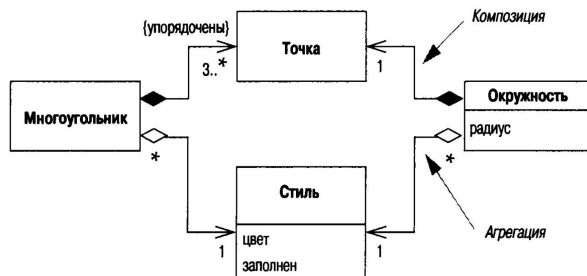 {упорядочены}
Композиция
Точка
3..*
1
Многоугольник
Окружность
радиус
*
*
Стиль
цвет
заполнен
1
1
Агрегация